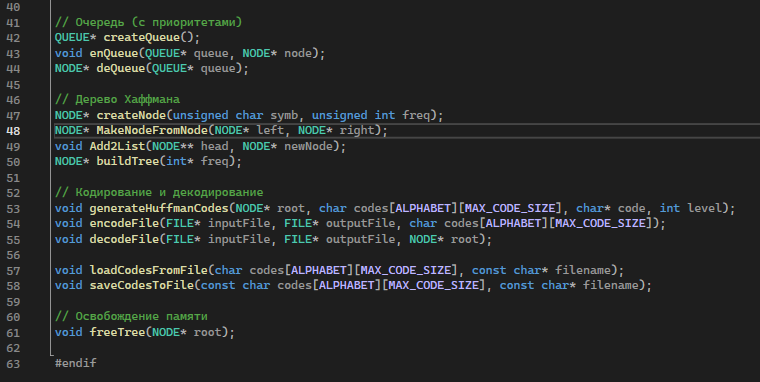 40
41 // Очередь (с приоритетами)
42 QUEUE* createQueue();
43 void enQueue(QUEUE* queue, NODE* node);
44 NODE* deQueue(QUEUE* queue);
45
46 // Дерево Хаффмана
47 NODE* createNode(unsigned char symb, unsigned int freq);
48 NODE* MakeNodeFromNode(NODE* left, NODE* right);
49 void Add2List(NODE** head, NODE* newNode);
50 NODE* buildTree(int* freq);
51
52 // Кодирование и декодирование
53 void generateHuffmanCodes(NODE* root, char codes[ALPHABET][MAX_CODE_SIZE], char* code, int level);
54 void encodeFile(FILE* inputFile, FILE* outputFile, char codes[ALPHABET][MAX_CODE_SIZE]);
55 void decodeFile(FILE* inputFile, FILE* outputFile, NODE* root);
56
57 void loadCodesFromFile(char codes[ALPHABET][MAX_CODE_SIZE], const char* filename);
58 void saveCodesToFile(const char codes[ALPHABET][MAX_CODE_SIZE], const char* filename);
59
60 // Освобождение памяти
61 void freeTree(NODE* root);
62
63 #endif